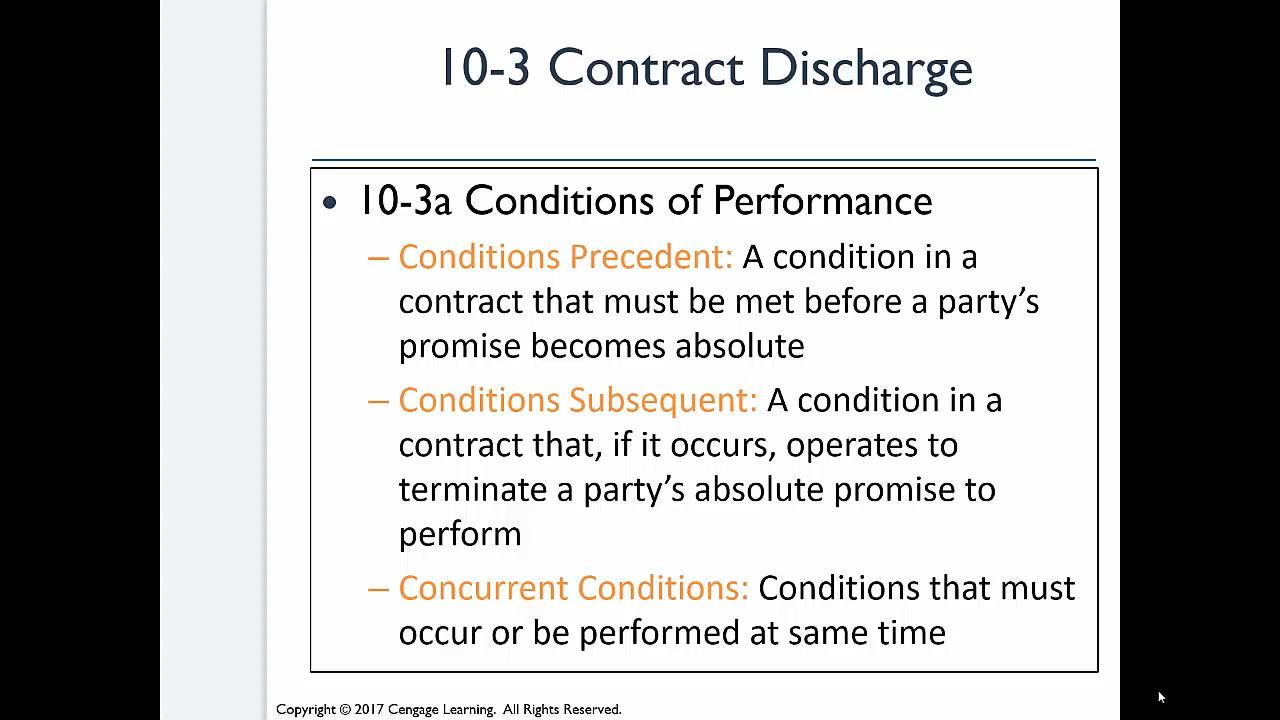 10-3 Contract Discharge
• 10-3a Conditions of Performance
– Conditions Precedent: A condition in a
contract that must be met before a party’s
promise becomes absolute
– Conditions Subsequent: A condition in a
contract that, if it occurs, operates to
terminate a party’s absolute promise to
perform
– Concurrent Conditions: Conditions that must
occur or be performed at same time
Copyright © 2017 Cengage Learning. All Rights Reserved.